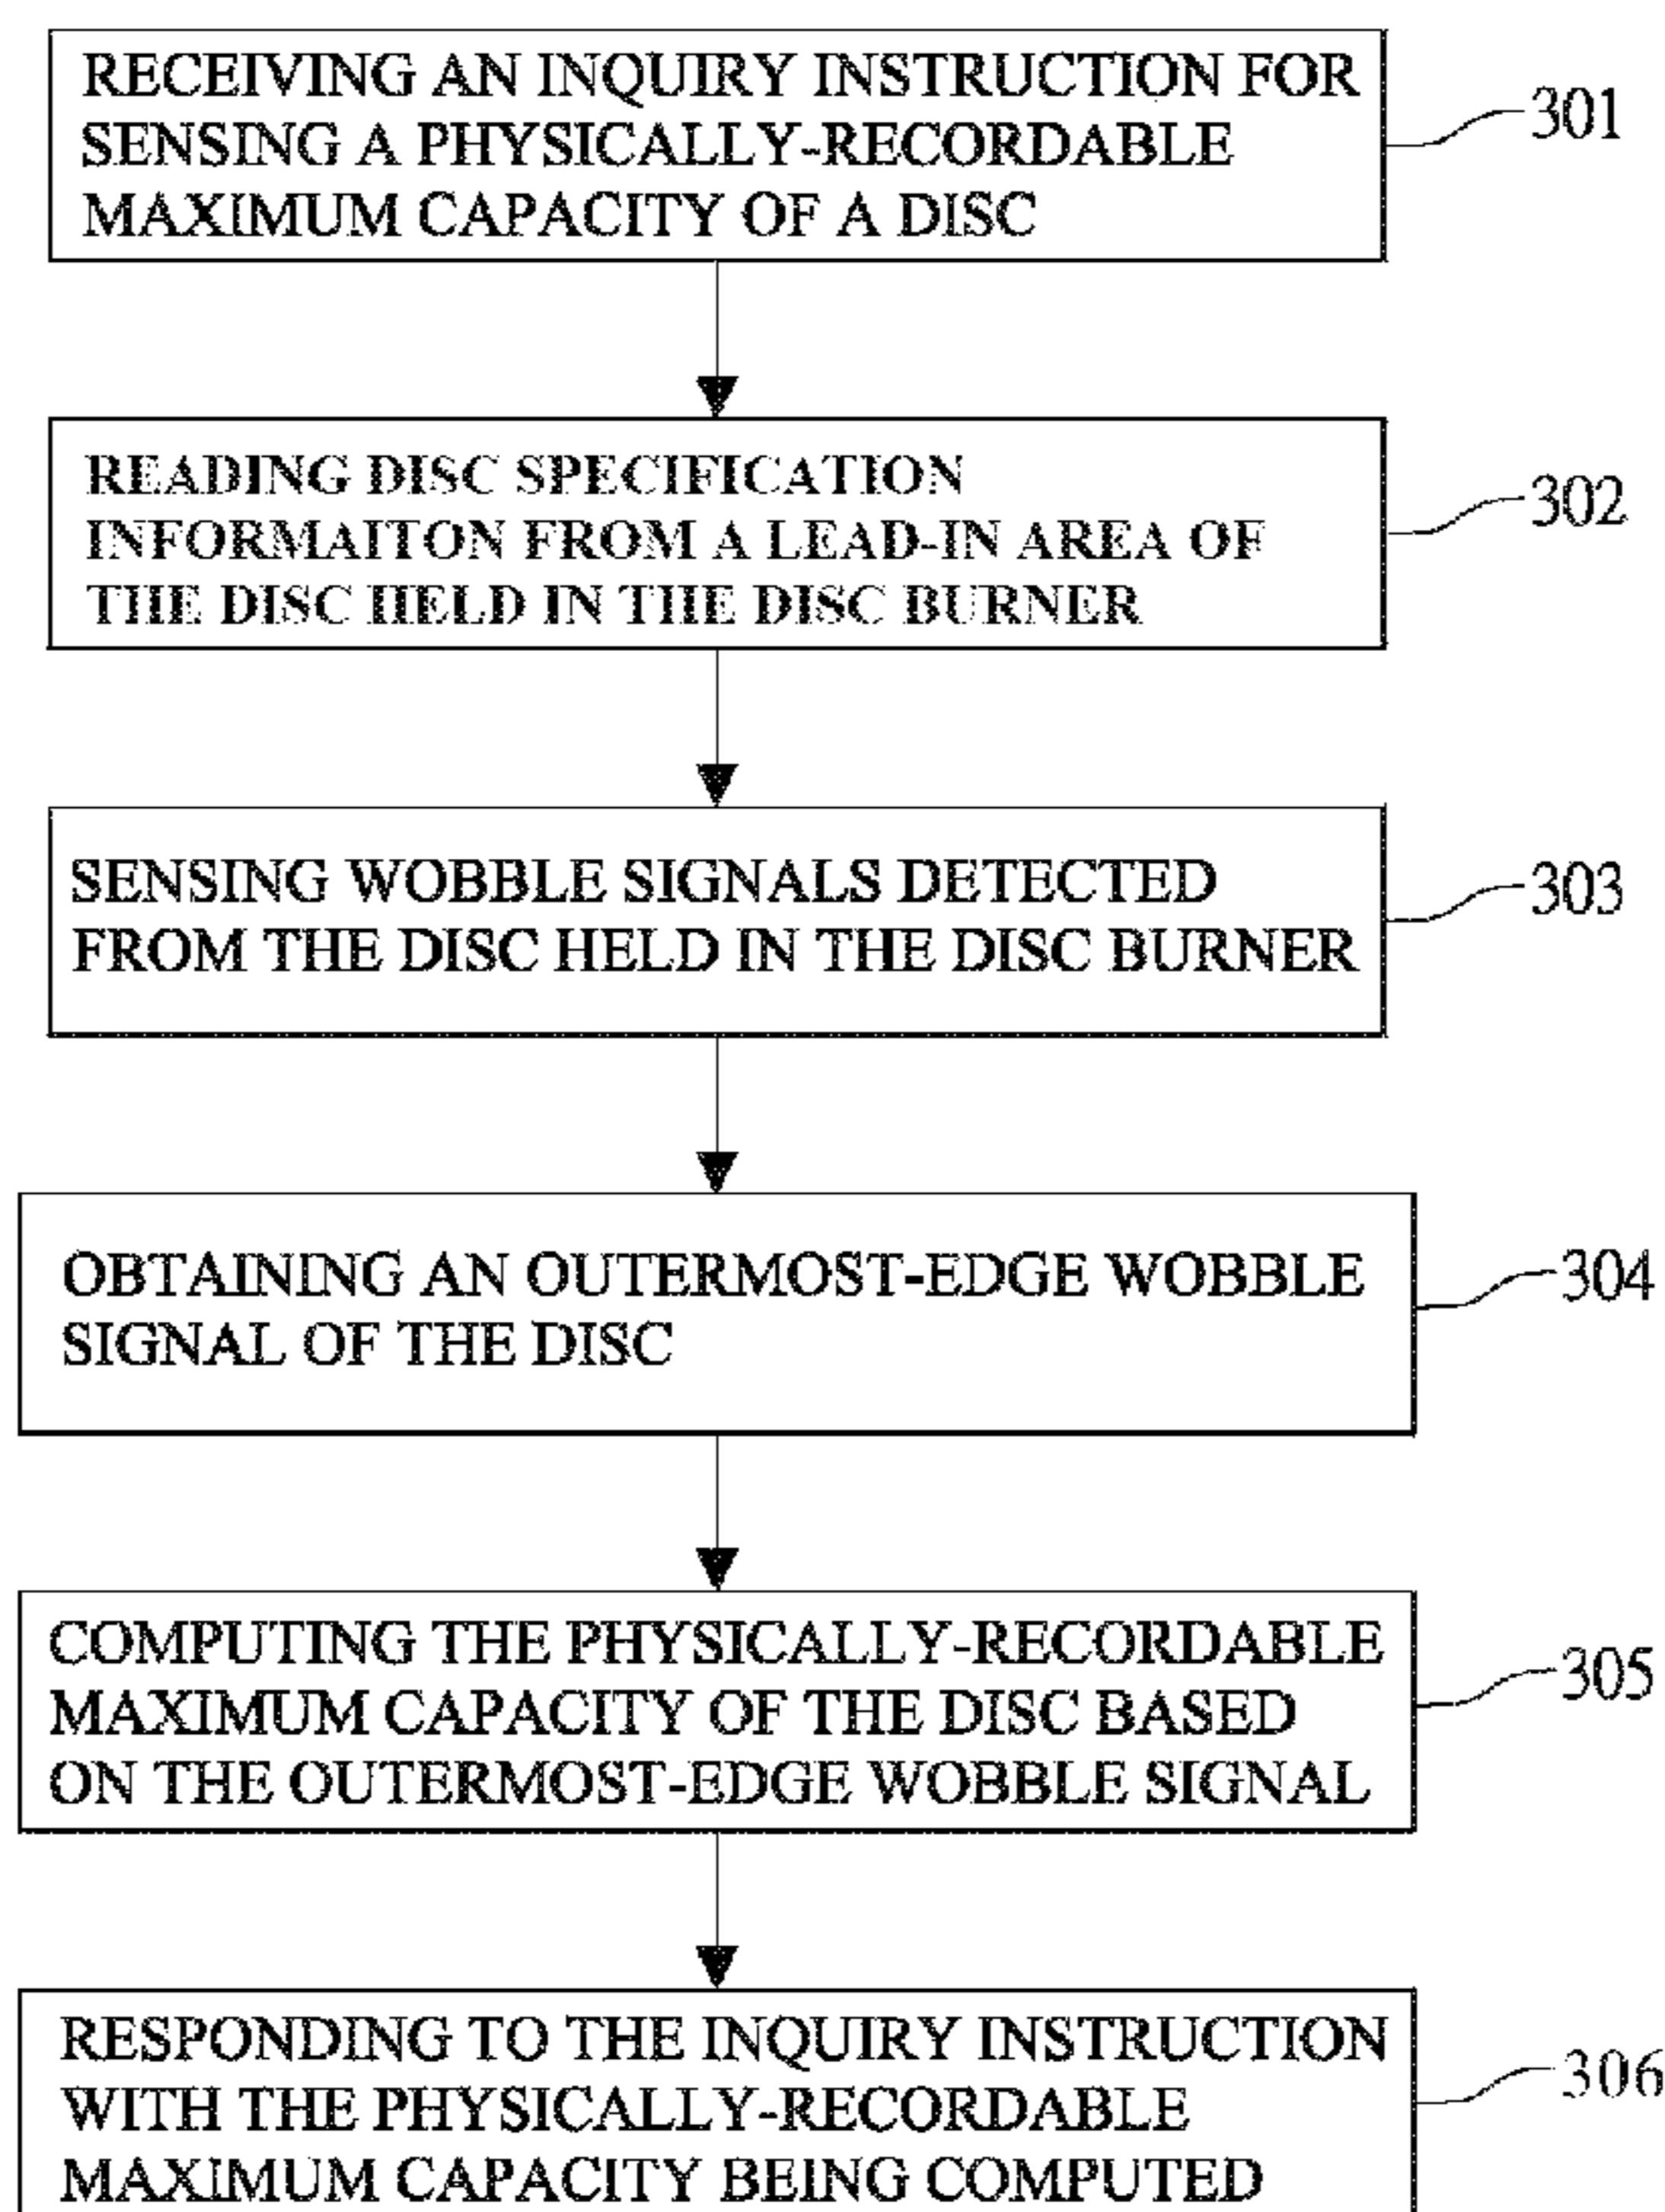 RECEIVING AN INQUIRY INSTRUCTION FOR
SENSING A PHYSICALLY-RECORDABLE
MAXIMUM CAPACITY OF A DISC
301
READING DISC SPECIFICATION
INFORMAITON FROM A LEAD-IN AREA OF
THE DISC HELD IN THE DISC BURNER
302
SENSING WOBBLE SIGNALS DETECTED
FROM THE DISC HELD IN THE DISC BURNER
303
OBTAINING AN OUTERMOST-EDGE WOBBLE
SIGNAL OF THE DISC
304
COMPUTING THE PHYSICALLY-RECORDABLE
MAXIMUM CAPACITY OF THE DISC BASED
ON THE OUTERMOST-EDGE WOBBLE SIGNAL
305
RESPONDING TO THE INQUIRY INSTRUCTION
WITH THE PHYSICALLY-RECORDABLE
MAXIMUM CAPACITY BEING COMPUTED
306